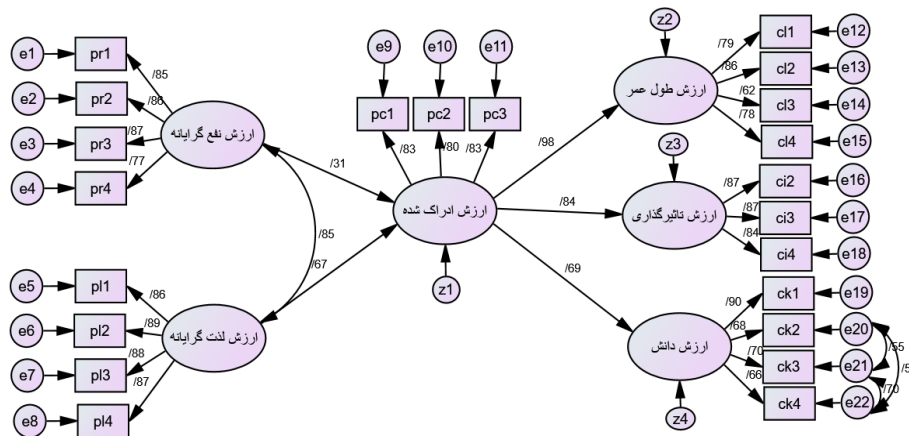 e1
pr1
e2
pr2
e3
pr3
e4
pr4
/85
/86
/87
/77
ارزش نفع گرایانه
e5
pl1
e6
pl2
e7
pl3
e8
pl4
/86
/89
/88
/87
ارزش لذت گرایانه
/85
/31
/67
e9
e10
e11
pc1
pc2
pc3
/83
/80
/83
ارزش ادراک شده
z1
/98
/84
/69
z2
ارزش طول عمر
/79
/86
/62
/78
cl1
e12
cl2
e13
cl3
e14
cl4
e15
z3
ارزش تاثیرگذاری
/87
/87
/84
ci2
e16
ci3
e17
ci4
e18
ارزش دانش
z4
/90
/68
/70
/66
ck1
e19
ck2
e20
ck3
e21
ck4
e22
/55
/70